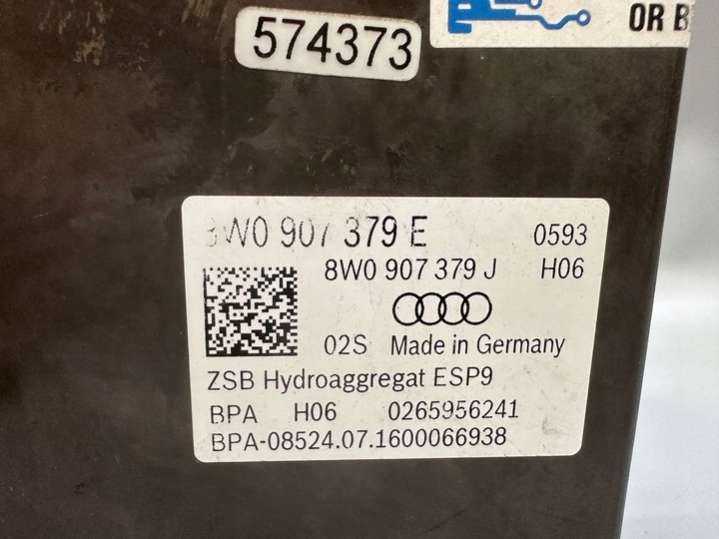 OR B
574373
8W0 907 379 E 0593
8W0 907 379 J H06
02S Made in Germany
ZSB Hydroaggregat ESP9
BPA H06 0265956241
BPA-08524.07.1600066938